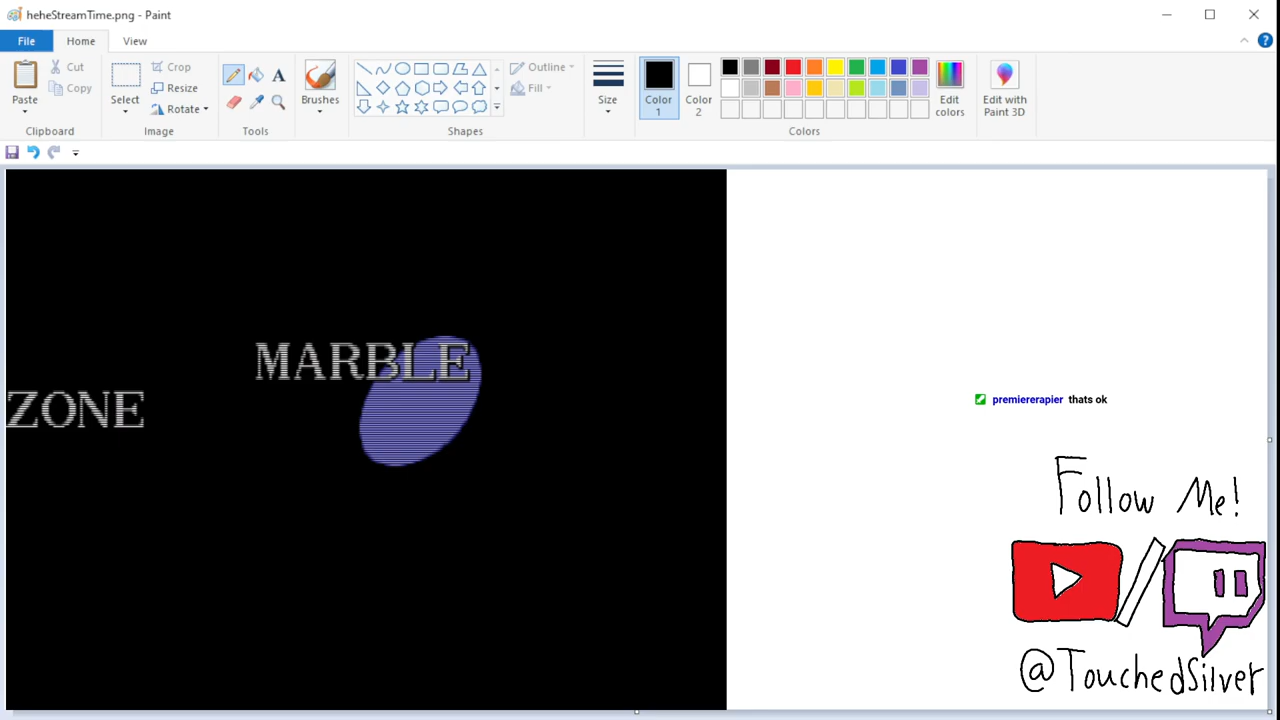 heheStreamTime.png - Paint
File Home View
Paste
Cut
Copy
Clipboard
Select
Crop
Resize
Rotate
Image
A
Tools
Brushes
Outline
Fill
Shapes
Size
Color 1
Color 2
Edit colors
Colors
Edit with Paint 3D
MARBLE
ZONE
premiererapier thats ok
Follow Me!
@TouchedSilver